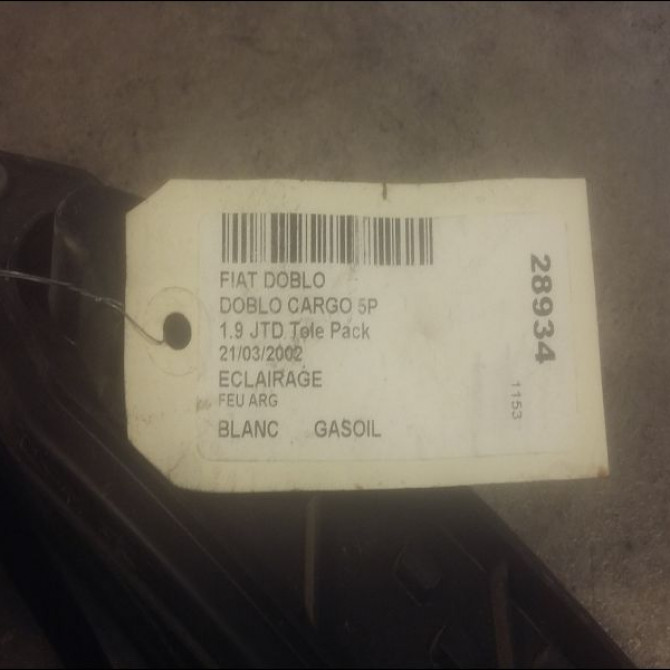 FIAT DOBLO
DOBLO CARGO 5P
1.9 JTD Tole Pack
21/03/2002
ECLAIRAGE
FEU ARG
BLANC GASOIL
28934
1153